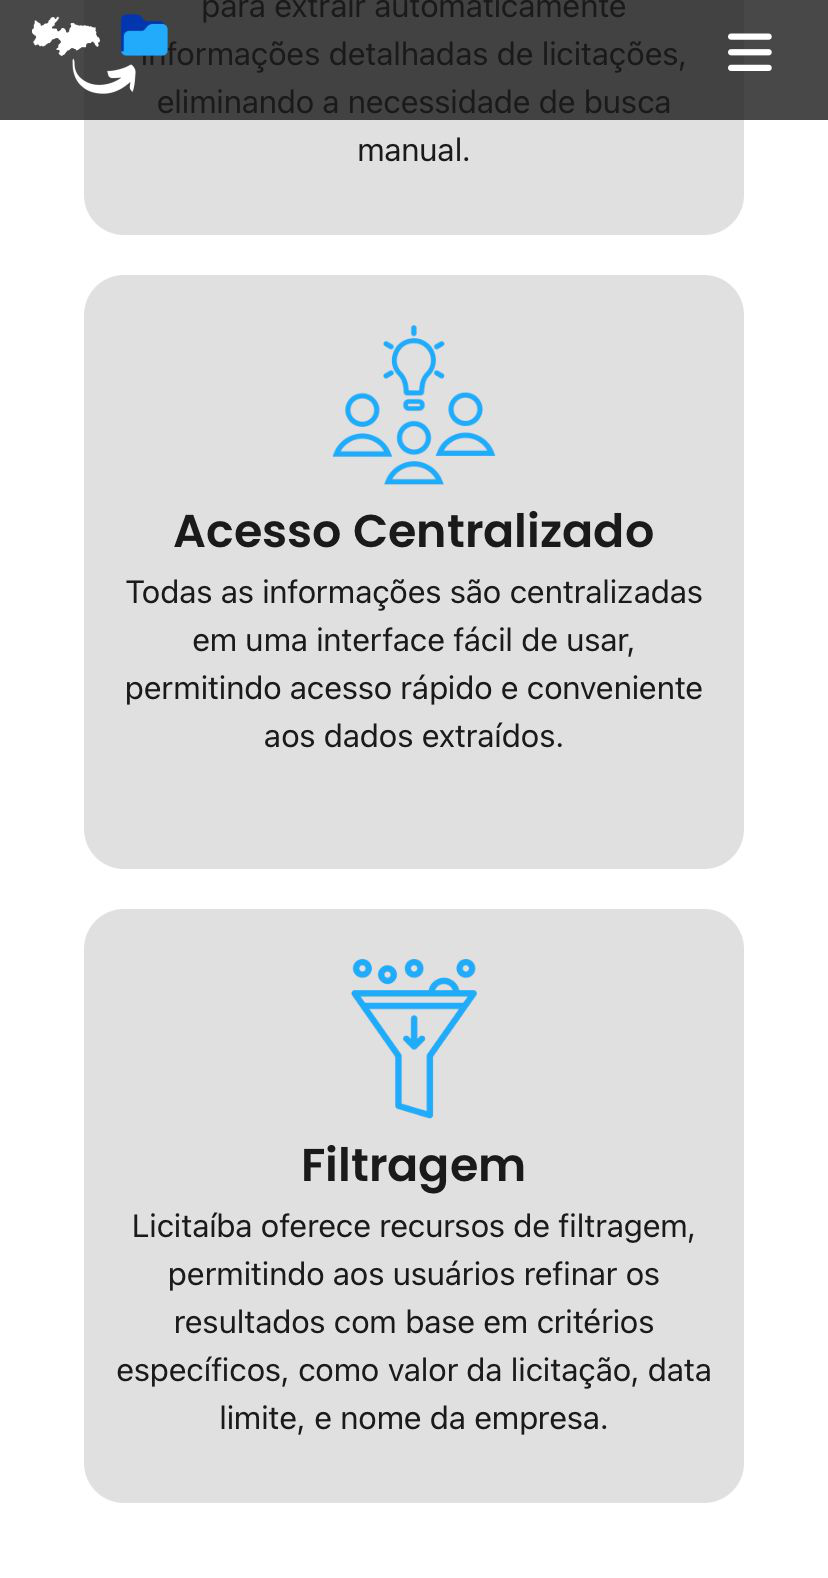 para extrair automaticamente
informações detalhadas de licitações,
eliminando a necessidade de busca
manual.
Acesso Centralizado
Todas as informações são centralizadas
em uma interface fácil de usar,
permitindo acesso rápido e conveniente
aos dados extraídos.
Filtragem
Licitaíba oferece recursos de filtragem,
permitindo aos usuários refinar os
resultados com base em critérios
específicos, como valor da licitação, data
limite, e nome da empresa.